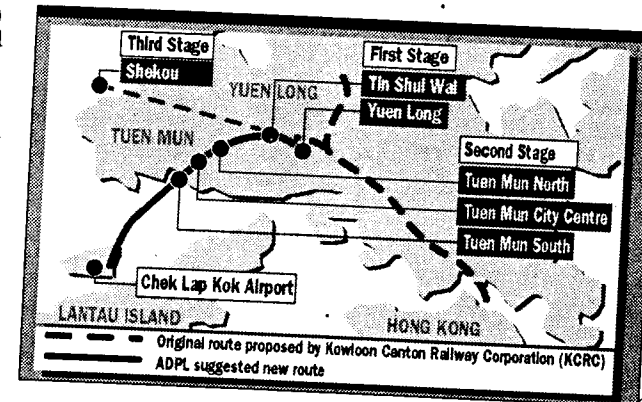 Third Stage
Shekou
First Stage
Tin Shui Wai
Yuen Long
YUEN LONG
TUEN MUN
Second Stage
Tuen Mun North
Tuen Mun City Centre
Tuen Mun South
Chek Lap Kok Airport
LANTAU ISLAND
HONG KONG
Original route proposed by Kowloon Canton Railway Corporation (KCRC)
ADPL suggested new route